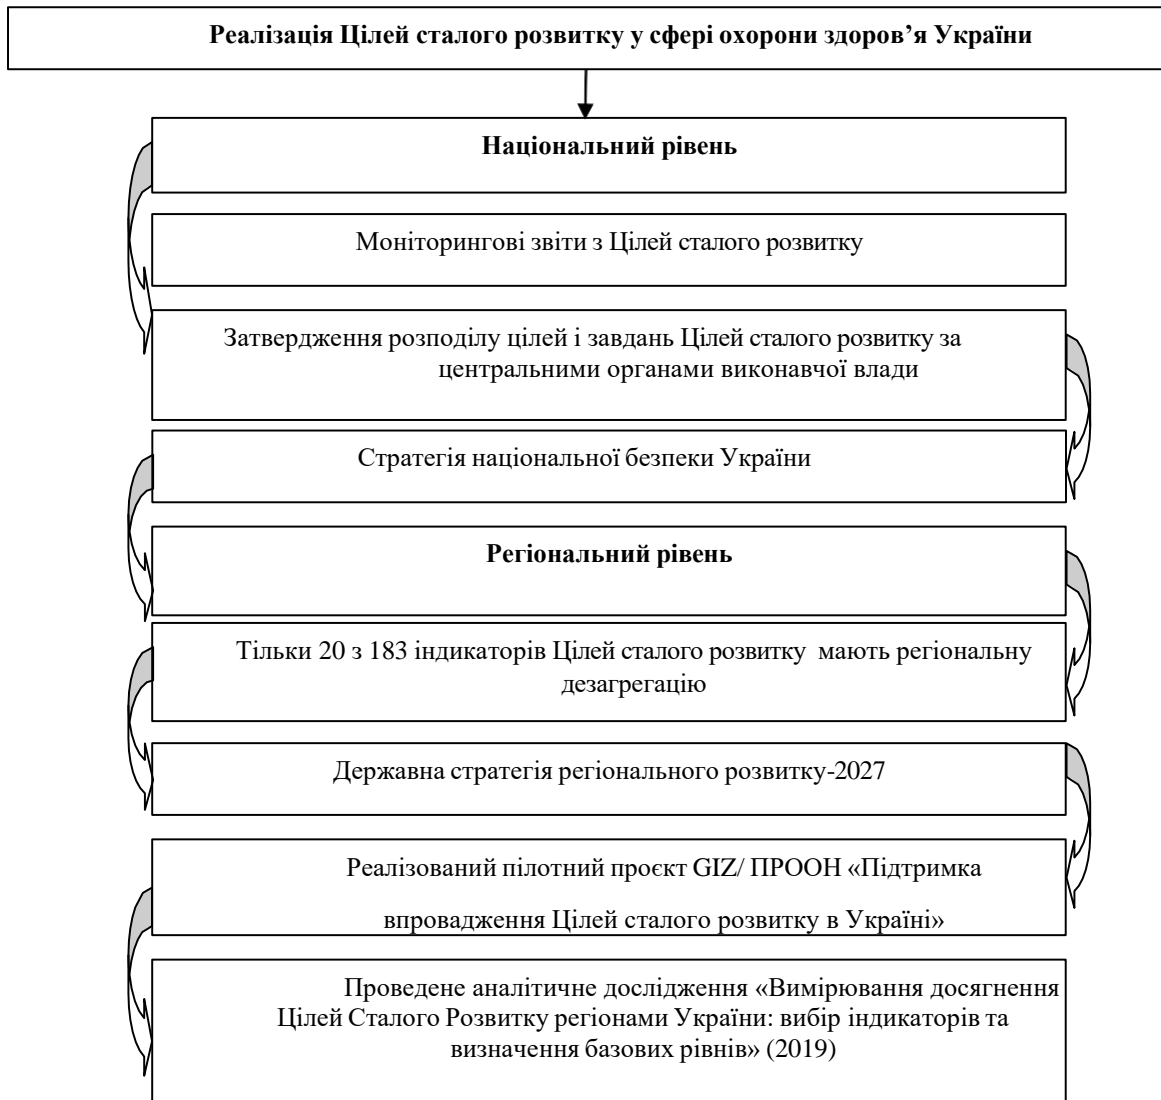 Реалізація Цілей сталого розвитку у сфері охорони здоров’я України
Національний рівень
Моніторингові звіти з Цілей сталого розвитку
Затвердження розподілу цілей і завдань Цілей сталого розвитку за
центральними органами виконавчої влади
Стратегія національної безпеки України
Регіональний рівень
Тільки 20 з 183 індикаторів Цілей сталого розвитку мають регіональну
дезагрегацію
Державна стратегія регіонального розвитку-2027
Реалізований пілотний проєкт GIZ/ ПРООН «Підтримка
впровадження Цілей сталого розвитку в Україні»
Проведене аналітичне дослідження «Вимірювання досягнення
Цілей Сталого Розвитку регіонами України: вибір індикаторів та
визначення базових рівнів» (2019)